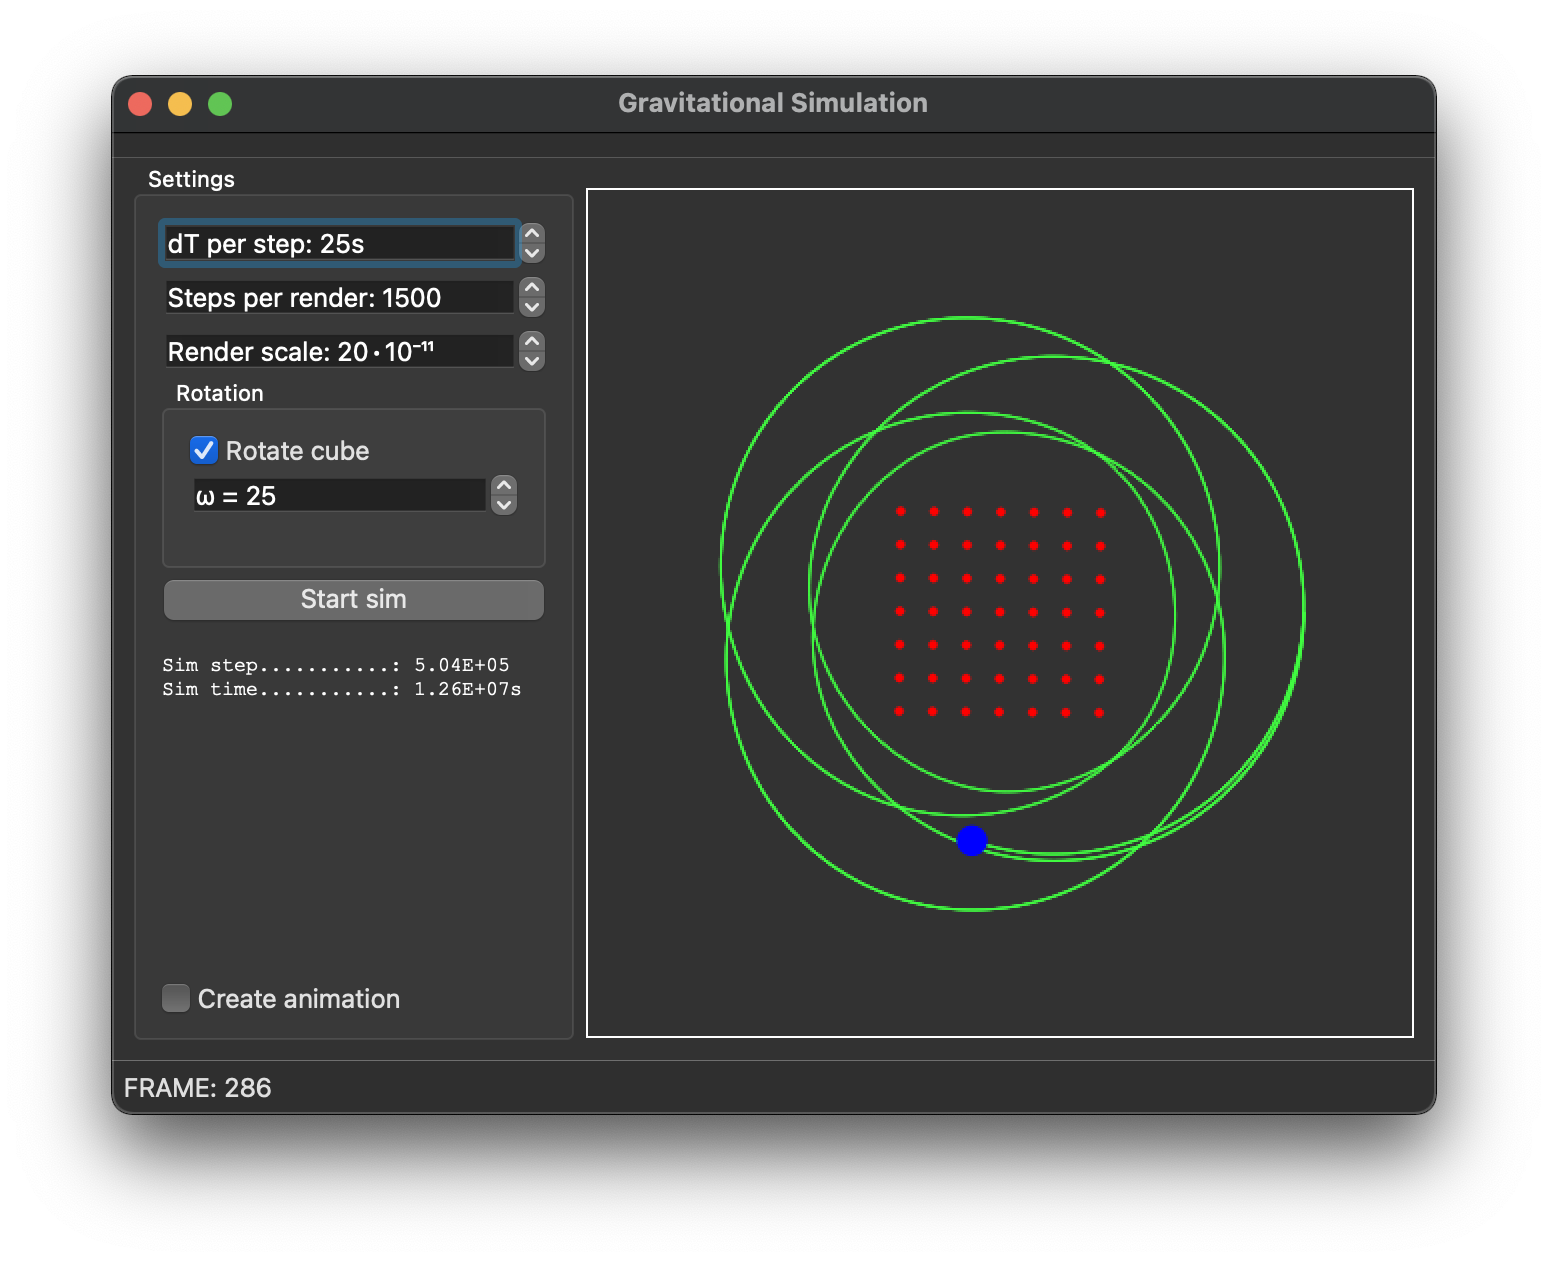 Gravitational Simulation
Settings
dT per step: 25s
Steps per render: 1500
Render scale: 20·10⁻¹¹
Rotation
Rotate cube
ω = 25
Start sim
Sim step...........: 5.04E+05
Sim time...........: 1.26E+07s
Create animation
FRAME: 286